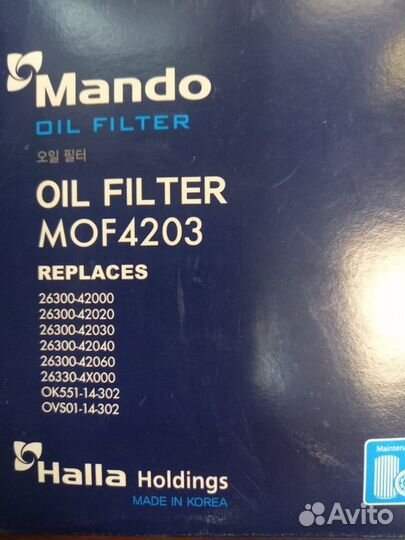 Mando
OIL FILTER
오일 필터
OIL FILTER
MOF4203
REPLACES
26300-42000
26300-42020
26300-42030
26300-42040
26300-42060
26330-4X000
OK551-14-302
OVS01-14-302
Halla Holdings
MADE IN KOREA
Maintena
Avito